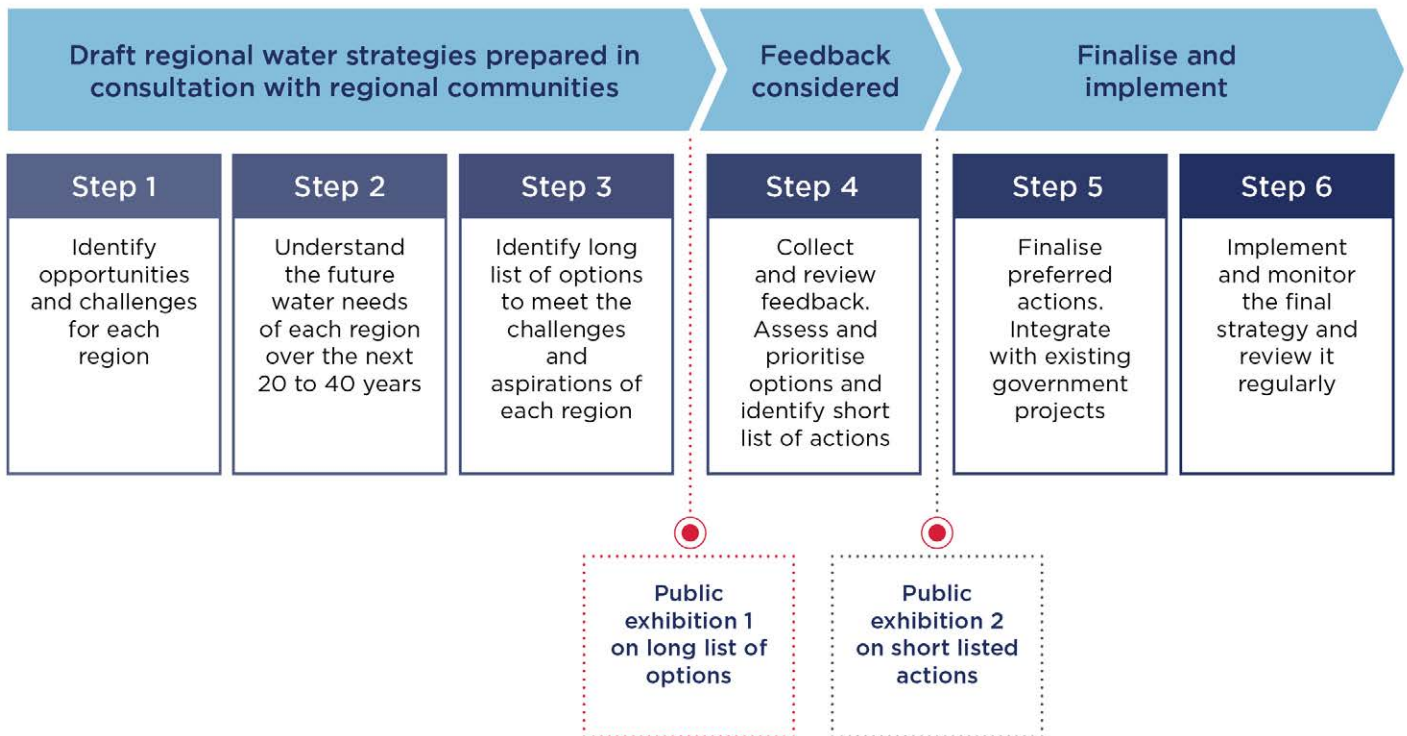 Draft regional water strategies prepared in
consultation with regional communities
Feedback
considered
Finalise and
implement
Step 1
Identify
opportunities
and challenges
for each
region
Step 2
Understand
the future
water needs
of each region
over the next
20 to 40 years
Step 3
Identify long
list of options
to meet the
challenges
and
aspirations of
each region
Step 4
Collect
and review
feedback.
Assess and
prioritise
options and
identify short
list of actions
Step 5
Finalise
preferred
actions.
Integrate
with existing
government
projects
Step 6
Implement
and monitor
the final
strategy and
review it
regularly
Public
exhibition 1
on long list of
options
Public
exhibition 2
on short listed
actions